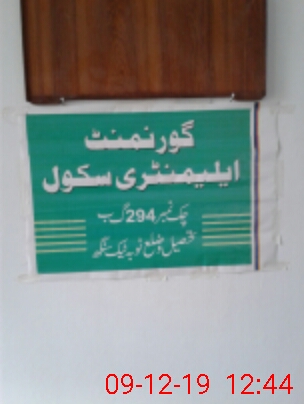 گورنمنٹ
ایلیمنٹری سکول
چک نمبر 294 گ ب
تحصیل و ضلع ٹوبہ ٹیک سنگھ
09-12-19 12:44